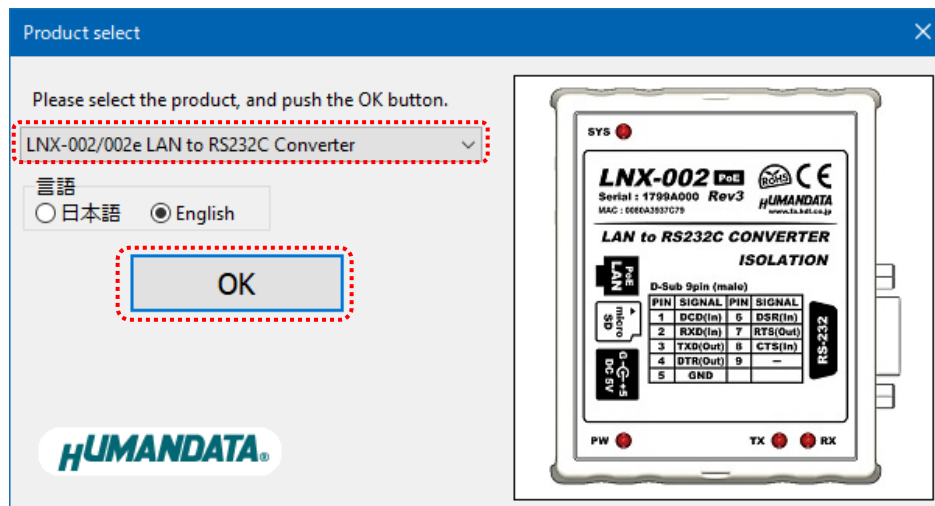 Product select
Please select the product, and push the OK button.
LNX-002/002e LAN to RS232C Converter
言語
日本語 English
OK
HUMANDATA®
SYS
LNX-002 PoE RoHS CE
Serial : 1799A000 Rev3 HUMANDATA
MAC : 0080A3937C79 www.fa.hdl.co.jp
LAN to RS232C CONVERTER
ISOLATION
PoE
LAN
D-Sub 9pin (male)
PIN SIGNAL PIN SIGNAL
1 DCD(In) 6 DSR(In)
2 RXD(In) 7 RTS(Out)
3 TXD(Out) 8 CTS(In)
4 DTR(Out) 9 –
5 GND
micro
SD
G +5
DC 5V
RS-232
PW TX RX